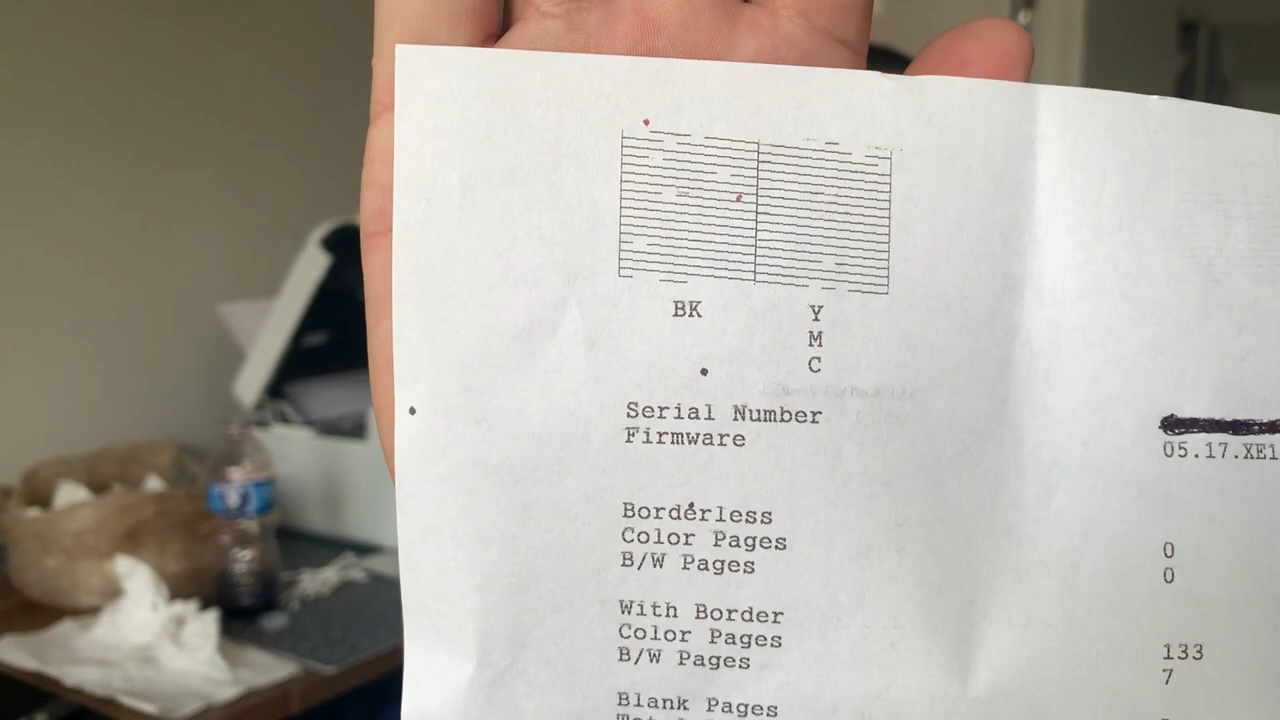 BK Y
M
C
Serial Number
Firmware 05.17.XE1
Borderless
Color Pages 0
B/W Pages 0
With Border
Color Pages 133
B/W Pages 7
Blank Pages